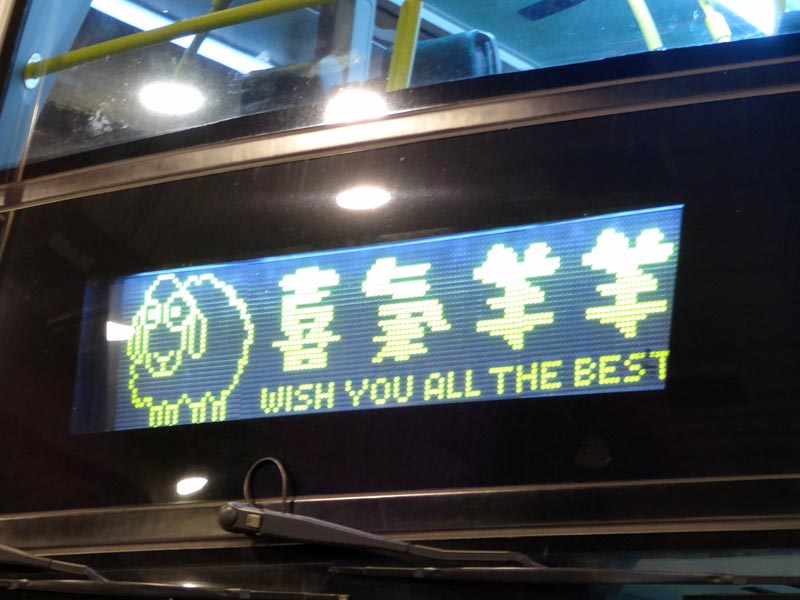 喜氣羊羊
WISH YOU ALL THE BEST